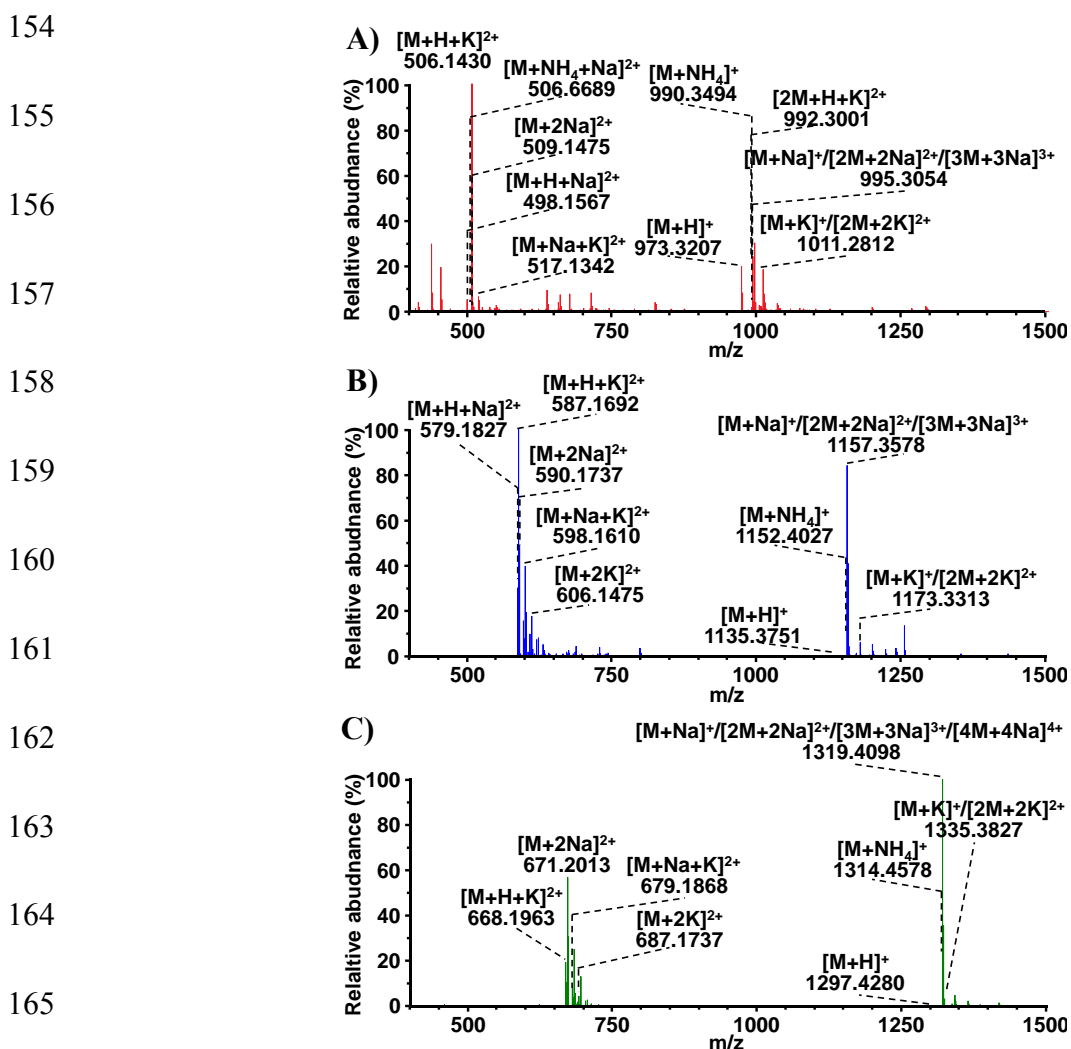 154
155
156
157
158
159
160
161
162
163
164
165
A)
[M+H+K]²⁺
506.1430
[M+NH₄+Na]²⁺
506.6689
[M+2Na]²⁺
509.1475
[M+H+Na]²⁺
498.1567
[M+Na+K]²⁺
517.1342
[M+NH₄]⁺
990.3494
[2M+H+K]²⁺
992.3001
[M+Na]⁺/[2M+2Na]²⁺/[3M+3Na]³⁺
995.3054
[M+H]⁺
973.3207
[M+K]⁺/[2M+2K]²⁺
1011.2812
Relaltive abudnance (%)
100
80
60
40
20
0
500 750 1000 1250 1500
m/z
B)
[M+H+K]²⁺
587.1692
[M+H+Na]²⁺
579.1827
[M+2Na]²⁺
590.1737
[M+Na+K]²⁺
598.1610
[M+2K]²⁺
606.1475
[M+Na]⁺/[2M+2Na]²⁺/[3M+3Na]³⁺
1157.3578
[M+NH₄]⁺
1152.4027
[M+K]⁺/[2M+2K]²⁺
1173.3313
[M+H]⁺
1135.3751
Relaltive abudnance (%)
100
80
60
40
20
0
500 750 1000 1250 1500
m/z
C)
[M+Na]⁺/[2M+2Na]²⁺/[3M+3Na]³⁺/[4M+4Na]⁴⁺
1319.4098
[M+K]⁺/[2M+2K]²⁺
1335.3827
[M+2Na]²⁺
671.2013
[M+Na+K]²⁺
679.1868
[M+NH₄]⁺
1314.4578
[M+H+K]²⁺
668.1963
[M+2K]²⁺
687.1737
[M+H]⁺
1297.4280
Relaltive abudnance (%)
100
80
60
40
20
0
500 750 1000 1250 1500
m/z